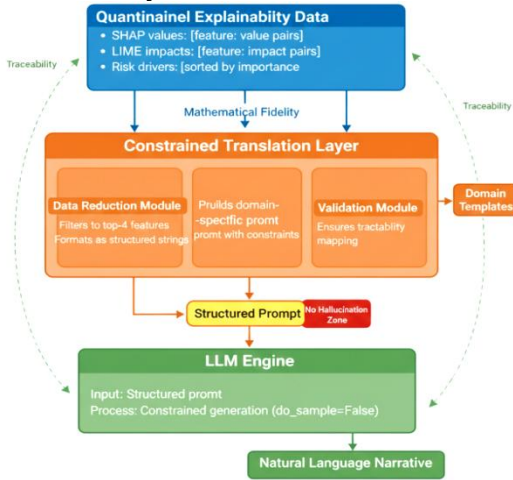 Quantinainel Explainabiity Data
• SHAP values: [feature: value pairs]
• LIME impacts: [feature: impact pairs]
• Risk drivers: [sorted by importance
Traceability
Traceability
Mathematical Fidelity
Constrained Translation Layer
Data Reduction Module
Filters to top-4 features
Formats as structured strings
Pruilds domain-
-spectfic promt
promt with constraints
Validation Module
Ensures tractablity
mapping
Domain
Templates
Structured Prompt
No Hallucination
Zone
LLM Engine
Input: Structured promt
Process: Constrained generation (do_sample=False)
Natural Language Narrative